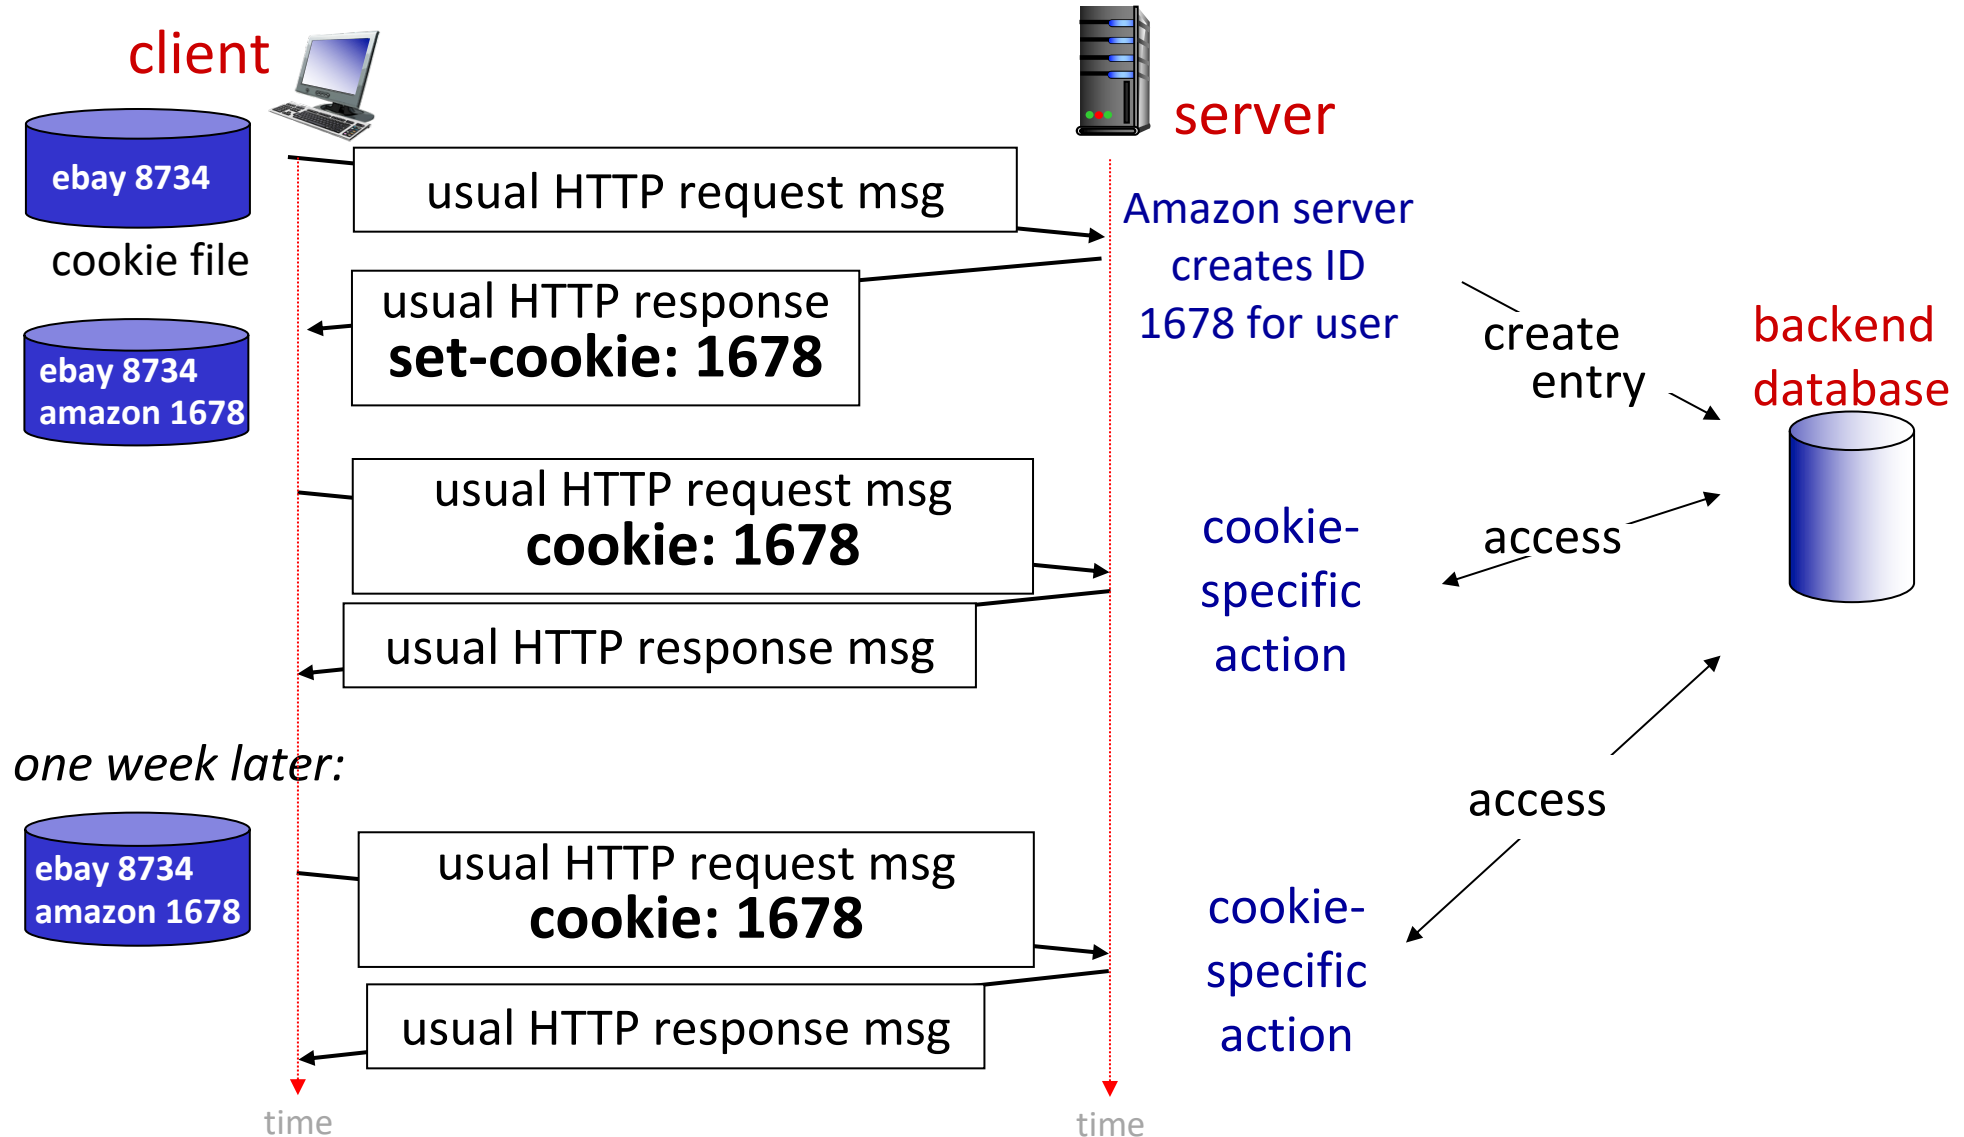 client
server
ebay 8734
cookie file
usual HTTP request msg
Amazon server
creates ID
1678 for user
usual HTTP response
set-cookie: 1678
create
entry
backend
database
ebay 8734
amazon 1678
usual HTTP request msg
cookie: 1678
cookie-
specific
action
access
usual HTTP response msg
one week later:
access
ebay 8734
amazon 1678
usual HTTP request msg
cookie: 1678
cookie-
specific
action
usual HTTP response msg
time
time